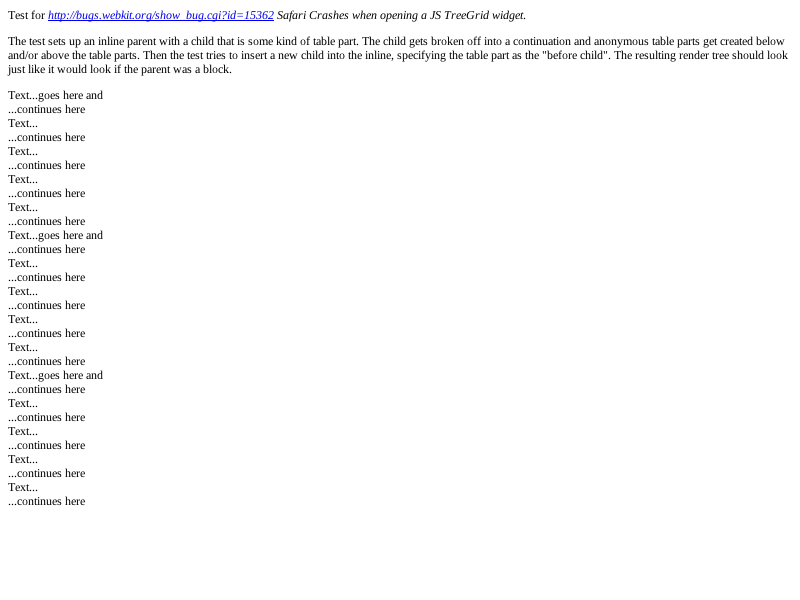 Test for http://bugs.webkit.org/show_bug.cgi?id=15362 Safari Crashes when opening a JS TreeGrid widget.
The test sets up an inline parent with a child that is some kind of table part. The child gets broken off into a continuation and anonymous table parts get created below
and/or above the table parts. Then the test tries to insert a new child into the inline, specifying the table part as the "before child". The resulting render tree should look
just like it would look if the parent was a block.
Text...goes here and
...continues here
Text...
...continues here
Text...
...continues here
Text...
...continues here
Text...
...continues here
Text...goes here and
...continues here
Text...
...continues here
Text...
...continues here
Text...
...continues here
Text...
...continues here
Text...goes here and
...continues here
Text...
...continues here
Text...
...continues here
Text...
...continues here
Text...
...continues here